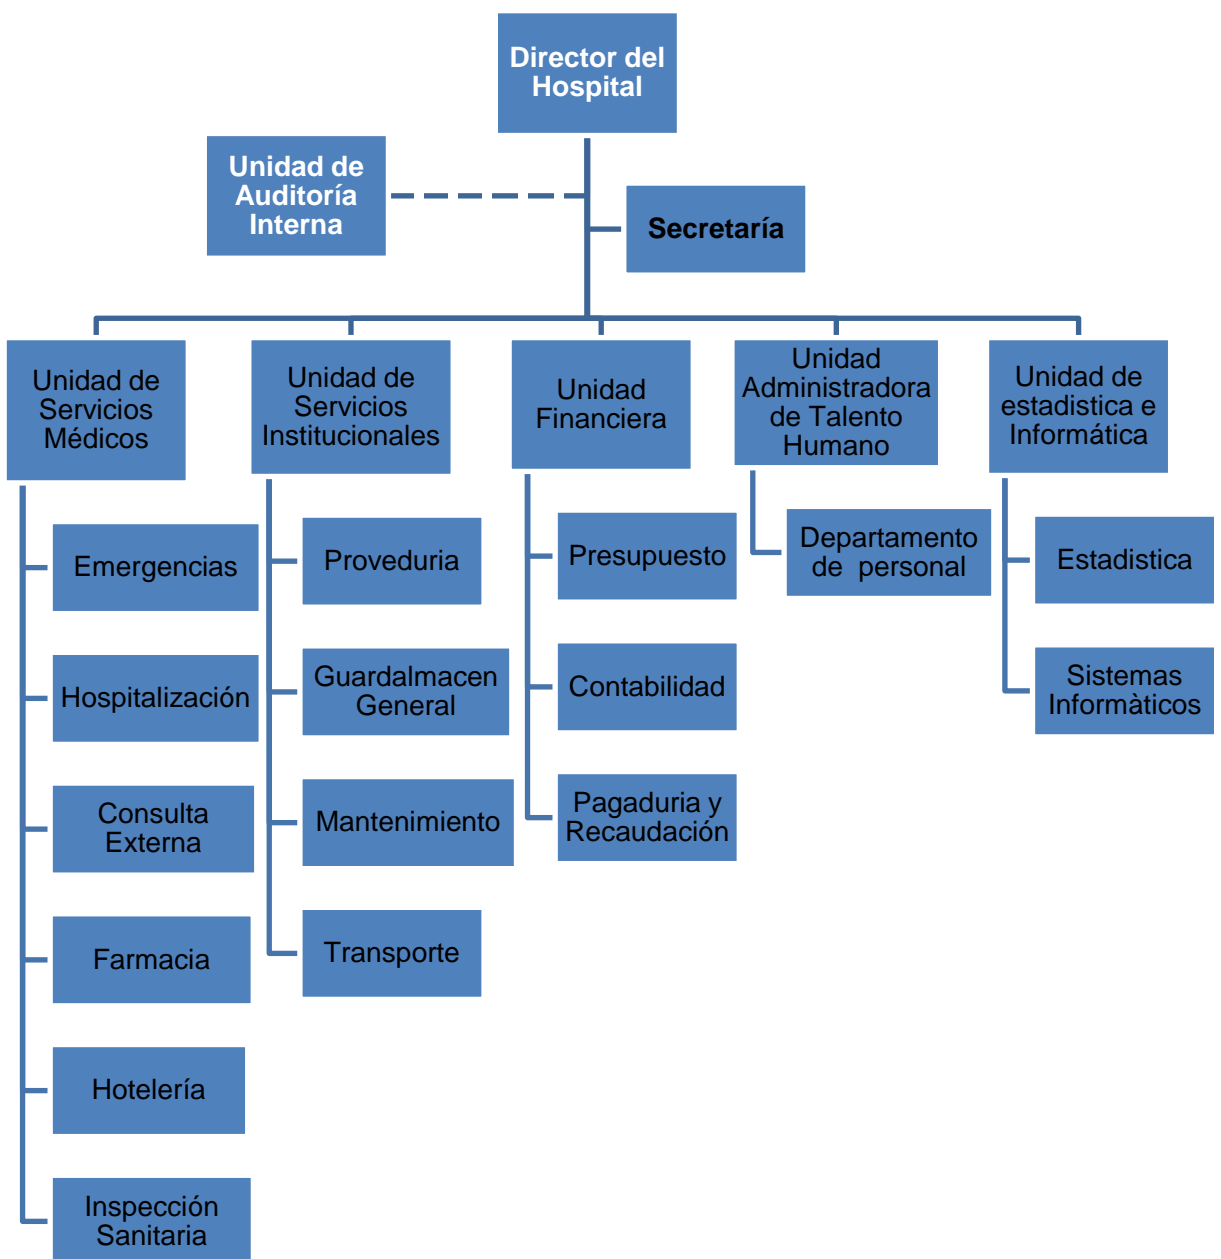 Director del
Hospital
Unidad de
Auditoría
Interna
Secretaría
Unidad de
Servicios
Médicos
Unidad de
Servicios
Institucionales
Unidad
Financiera
Unidad
Administradora
de Talento
Humano
Unidad de
estadistica e
Informática
Emergencias
Hospitalización
Consulta
Externa
Farmacia
Hotelería
Inspección
Sanitaria
Proveduria
Guardalmacen
General
Mantenimiento
Transporte
Presupuesto
Contabilidad
Pagaduria y
Recaudación
Departamento
de  personal
Estadistica
Sistemas
Informàticos